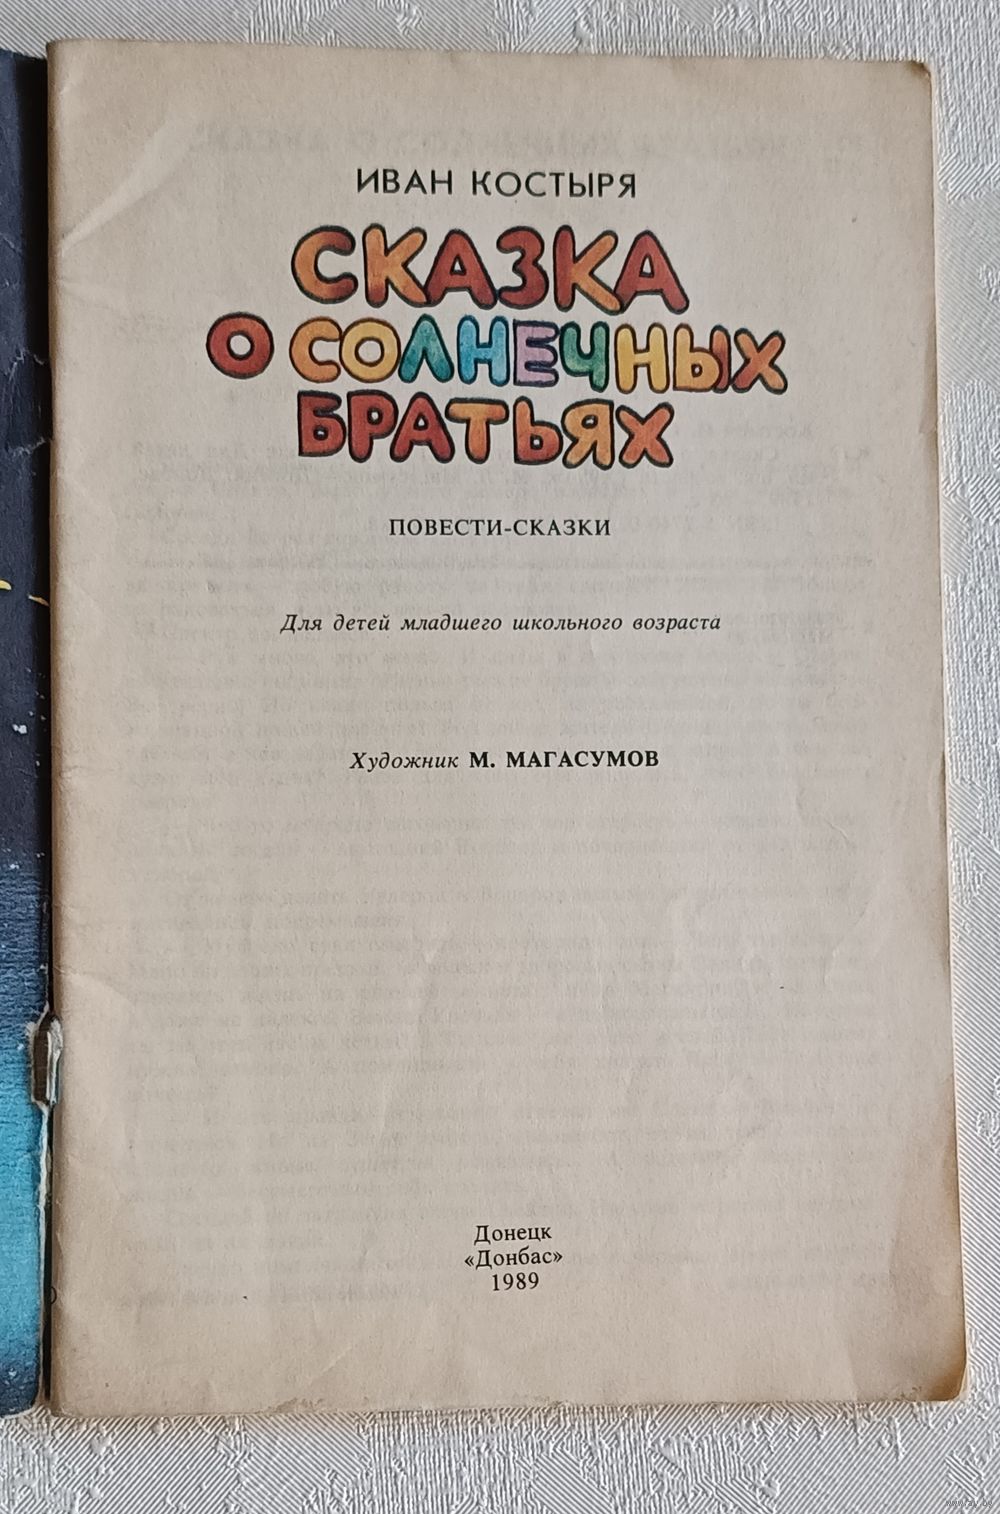 ИВАН КОСТЫРЯ
СКАЗКА
О СОЛНЕЧНЫХ
БРАТЬЯХ
ПОВЕСТИ-СКАЗКИ
Для детей младшего школьного возраста
Художник М. МАГАСУМОВ
Донецк
«Донбас»
1989